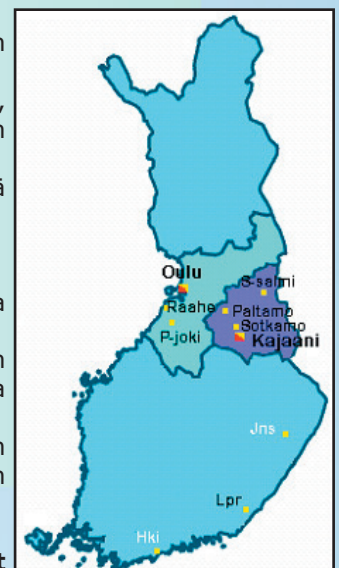 n
,
n
ä
Oulu
S-salmi
a
Raahe
Paltamo
Sotkamo
P-joki
Kajaani
n
a
Jns
n
n
Lpr
Hki
t